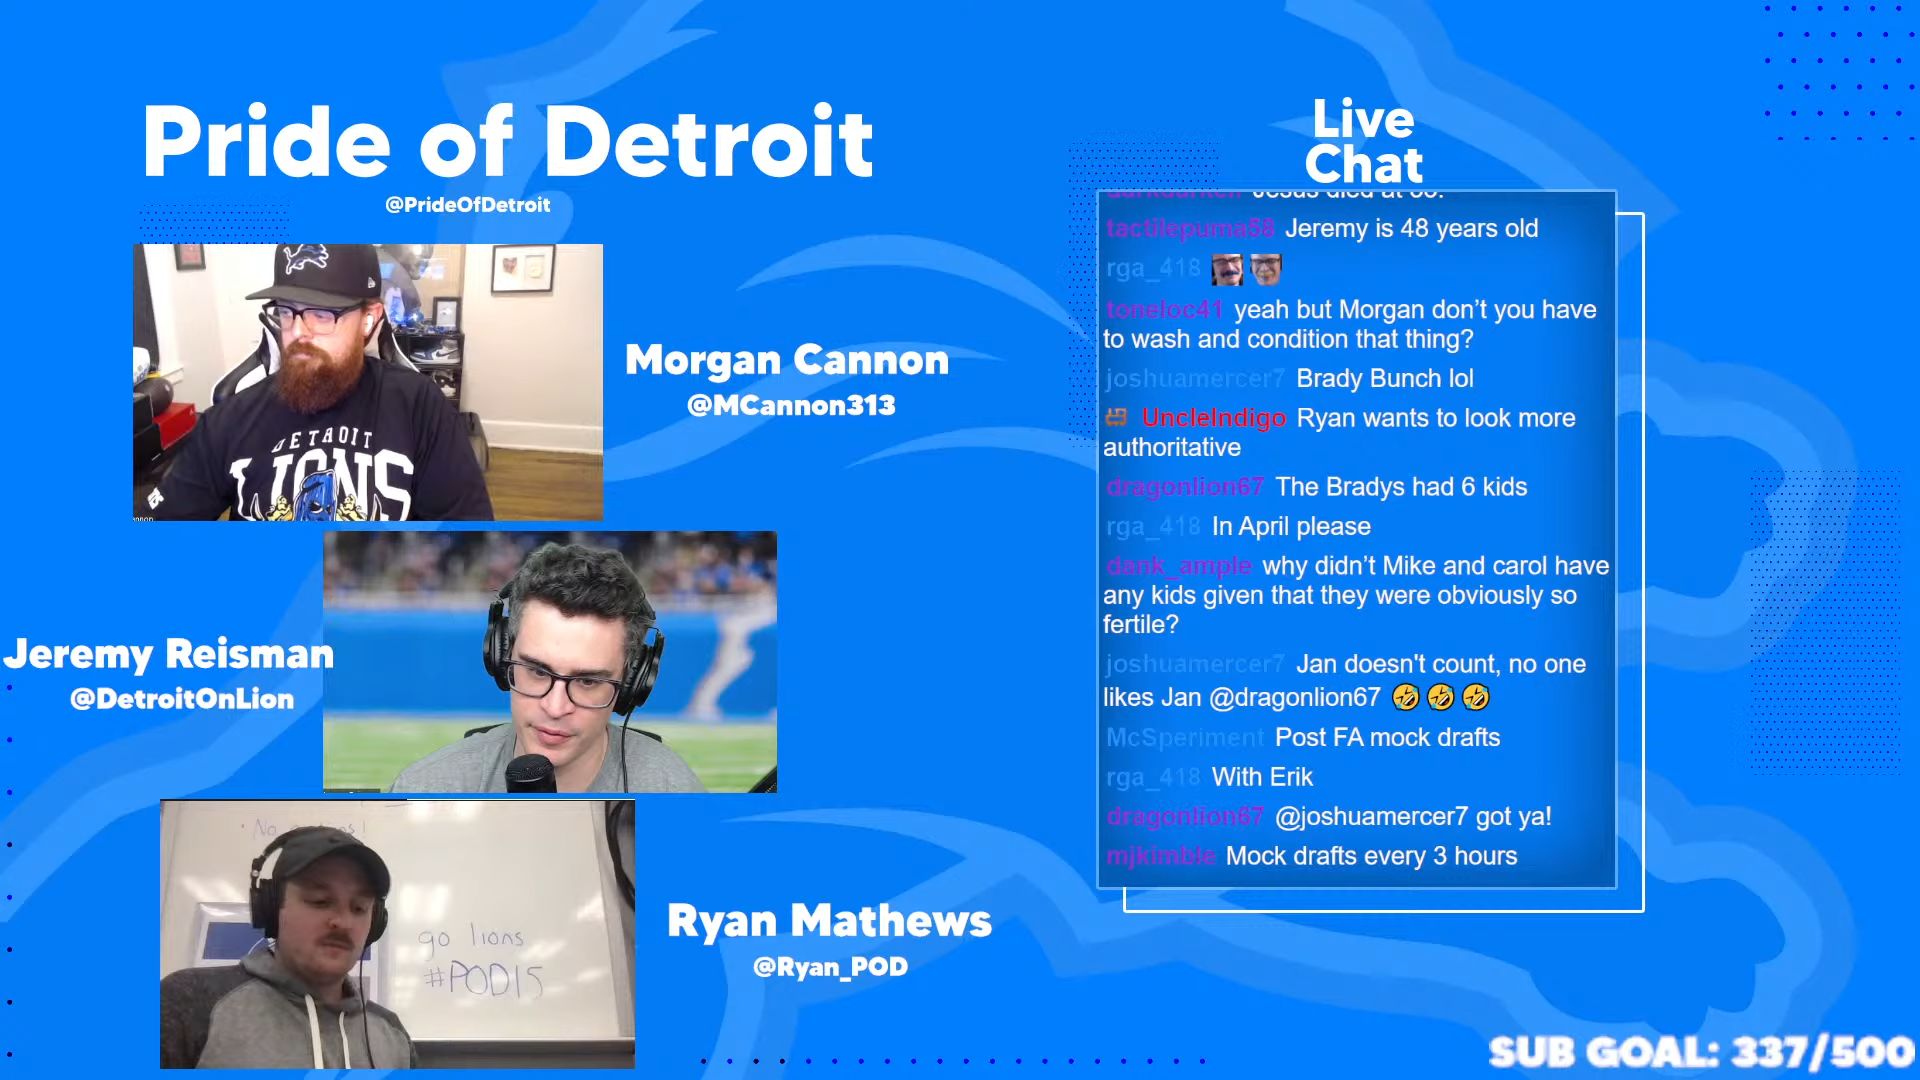 Pride of Detroit
@PrideOfDetroit
DETROIT
LIONS
Morgan Cannon
@MCannon313
Jeremy Reisman
@DetroitOnLion
go lions
#POD15
Ryan Mathews
@Ryan_POD
Live
Chat
tactilepuma58 Jeremy is 48 years old
rga_418
toneloc41 yeah but Morgan don’t you have
to wash and condition that thing?
joshuamercer7 Brady Bunch lol
UncleIndigo Ryan wants to look more
authoritative
dragonlion67 The Bradys had 6 kids
rga_418 In April please
dank_ample why didn’t Mike and carol have
any kids given that they were obviously so
fertile?
joshuamercer7 Jan doesn't count, no one
likes Jan @dragonlion67 🤣🤣🤣
McSperiment Post FA mock drafts
rga_418 With Erik
dragonlion67 @joshuamercer7 got ya!
mjkimble Mock drafts every 3 hours
SUB GOAL: 337/500